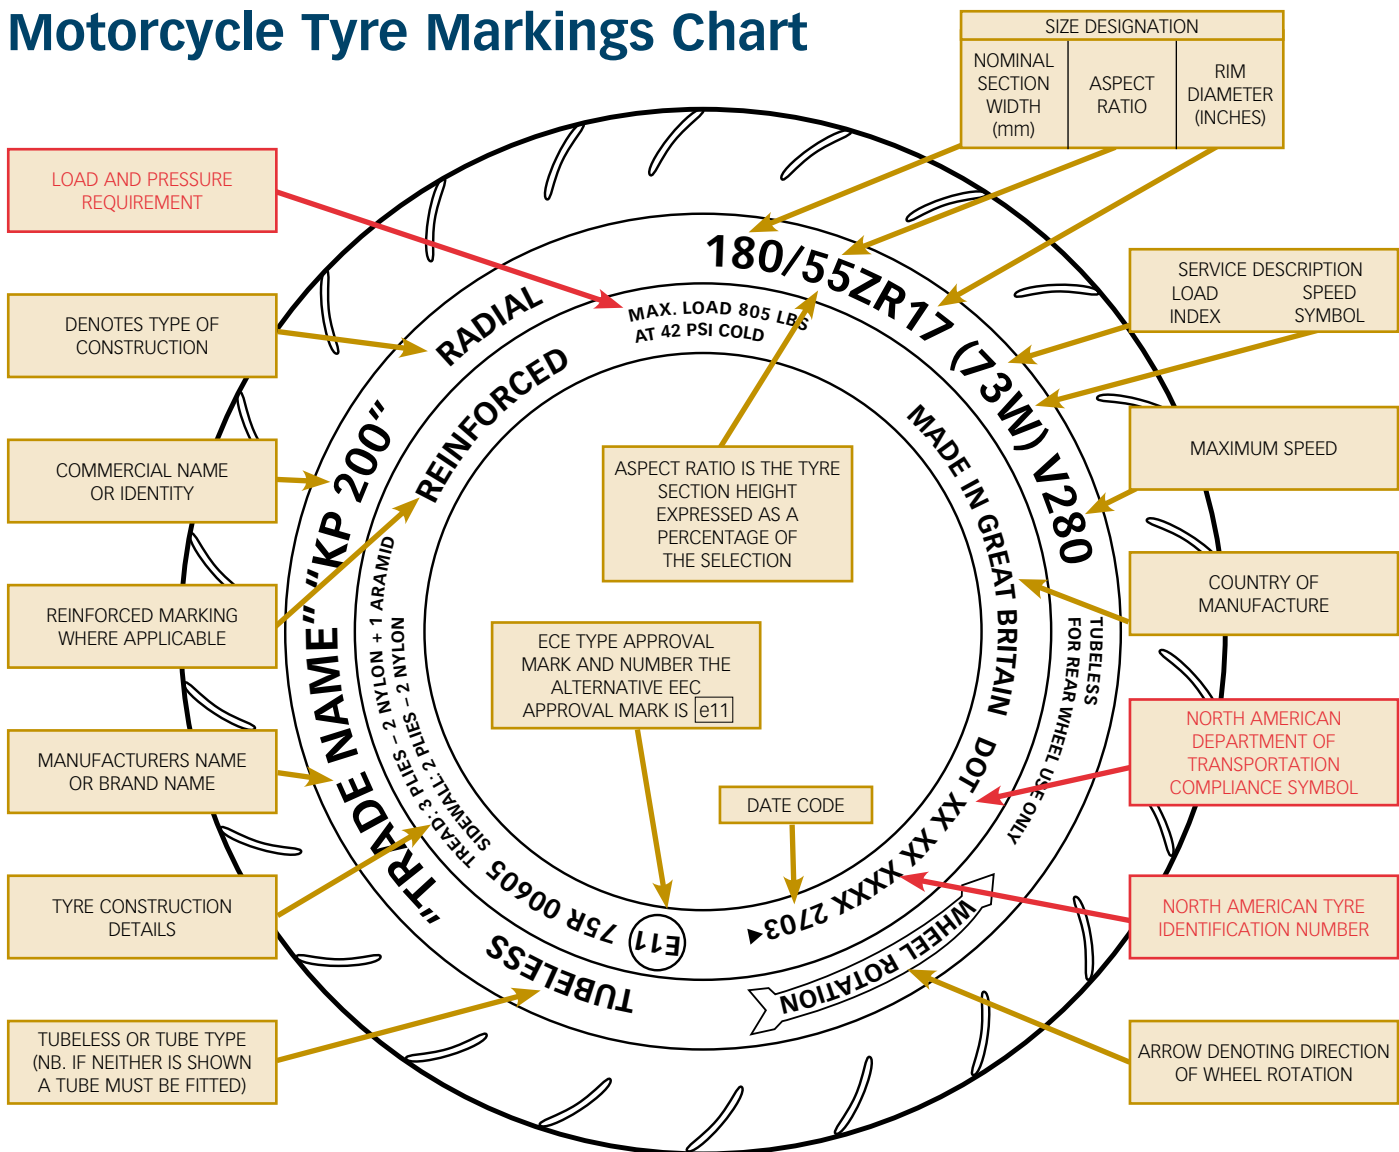 Motorcycle Tyre Markings Chart
SIZE DESIGNATION
NOMINAL
SECTION
WIDTH
(mm)
ASPECT
RATIO
RIM
DIAMETER
(INCHES)
LOAD AND PRESSURE
REQUIREMENT
DENOTES TYPE OF
CONSTRUCTION
COMMERCIAL NAME
OR IDENTITY
REINFORCED MARKING
WHERE APPLICABLE
MANUFACTURERS NAME
OR BRAND NAME
TYRE CONSTRUCTION
DETAILS
TUBELESS OR TUBE TYPE
(NB. IF NEITHER IS SHOWN
A TUBE MUST BE FITTED)
"TRADE NAME" "KP 200"
RADIAL
180/55ZR17 (73W) V280
MAX. LOAD 805 LBS
AT 42 PSI COLD
REINFORCED
TREAD: 3 PLIES – 2 NYLON + 1 ARAMID
SIDEWALL: 2 PLIES – 2 NYLON
MADE IN GREAT BRITAIN
DOT XX XX XX XXXX 2703◄
E11 75R 00605
TUBELESS
TUBELESS
FOR REAR WHEEL USE ONLY
WHEEL ROTATION
ASPECT RATIO IS THE TYRE
SECTION HEIGHT
EXPRESSED AS A
PERCENTAGE OF
THE SELECTION
ECE TYPE APPROVAL
MARK AND NUMBER THE
ALTERNATIVE EEC
APPROVAL MARK IS e11
DATE CODE
SERVICE DESCRIPTION
LOAD
INDEX
SPEED
SYMBOL
MAXIMUM SPEED
COUNTRY OF
MANUFACTURE
NORTH AMERICAN
DEPARTMENT OF
TRANSPORTATION
COMPLIANCE SYMBOL
NORTH AMERICAN TYRE
IDENTIFICATION NUMBER
ARROW DENOTING DIRECTION
OF WHEEL ROTATION